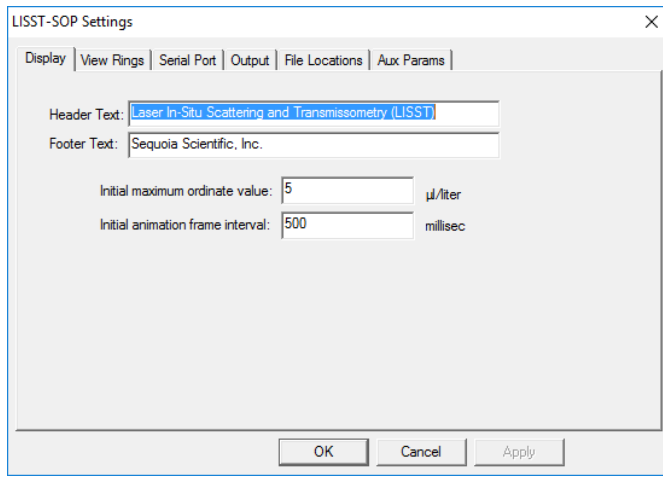 LISST-SOP Settings
Display View Rings Serial Port Output File Locations Aux Params
Header Text: Laser In-Situ Scattering and Transmissometry (LISST)
Footer Text: Sequoia Scientific, Inc.
Initial maximum ordinate value: 5 µl/liter
Initial animation frame interval: 500 millisec
OK Cancel Apply